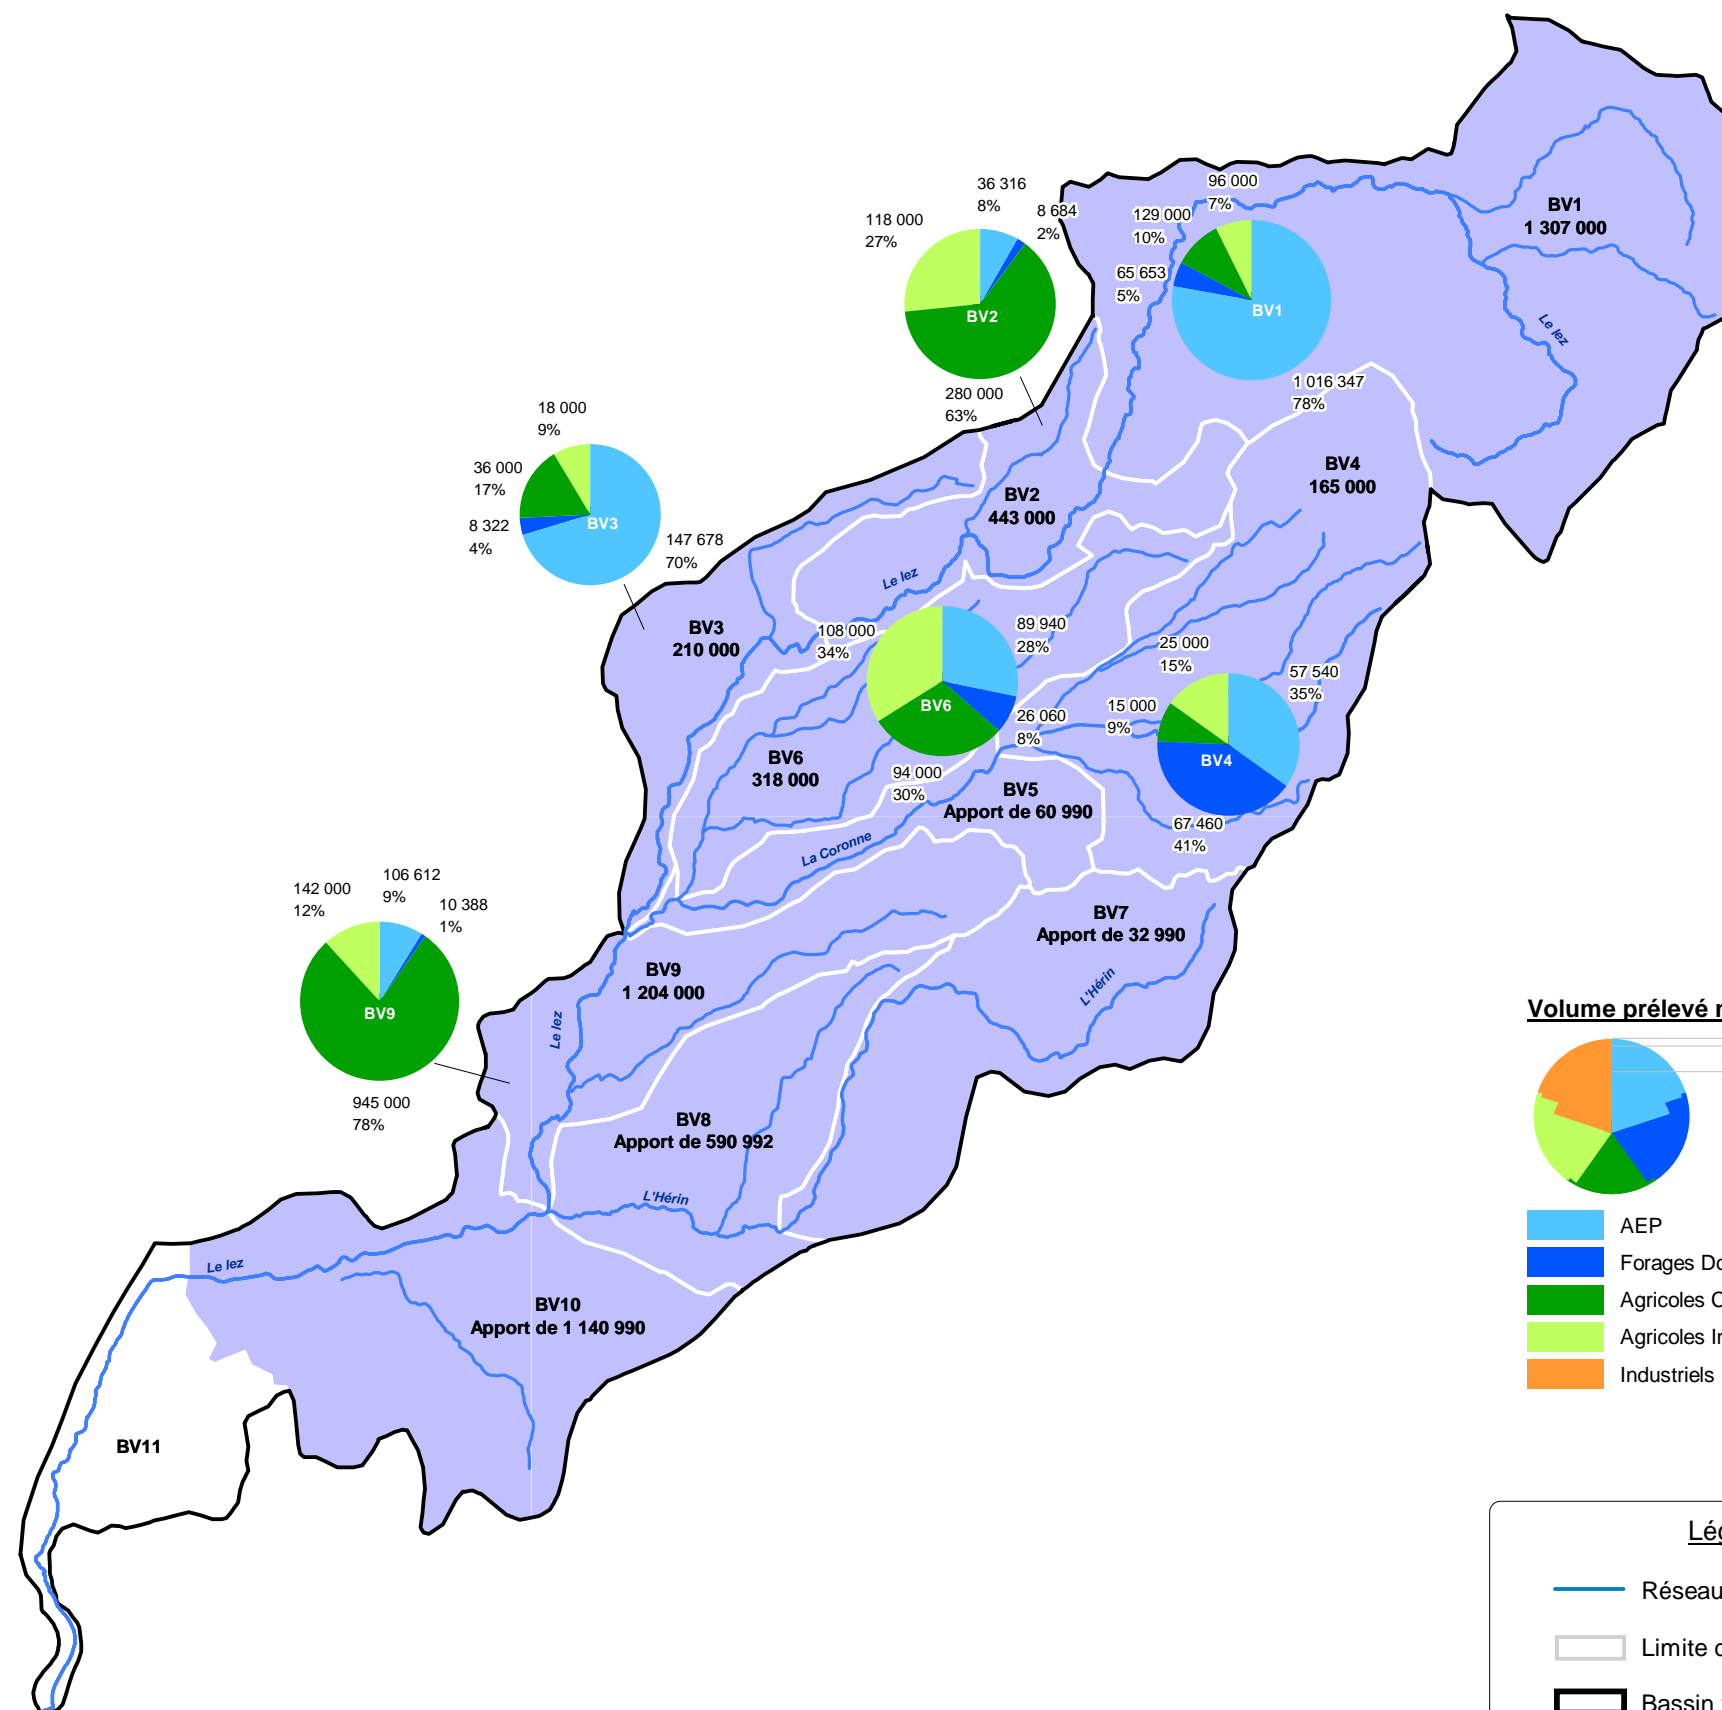 36 316
8%
8 684
2%
118 000
27%
BV2
280 000
63%
96 000
7%
129 000
10%
65 653
5%
BV1
1 016 347
78%
BV1
1 307 000
Le lez
18 000
9%
36 000
17%
8 322
4%
BV3
147 678
70%
BV4
165 000
BV2
443 000
Le lez
BV3
210 000
108 000
34%
89 940
28%
BV6
26 060
8%
94 000
30%
25 000
15%
57 540
35%
15 000
9%
BV4
67 460
41%
BV6
318 000
BV5
Apport de 60 990
La Coronne
106 612
9%
142 000
12%
10 388
1%
BV9
945 000
78%
BV7
Apport de 32 990
L'Hérin
BV9
1 204 000
Le lez
BV8
Apport de 590 992
L'Hérin
Le lez
BV10
Apport de 1 140 990
BV11
Volume prélevé
AEP
Forages
Agricoles
Agricoles
Industriels
Réseau
Limite
Bassin